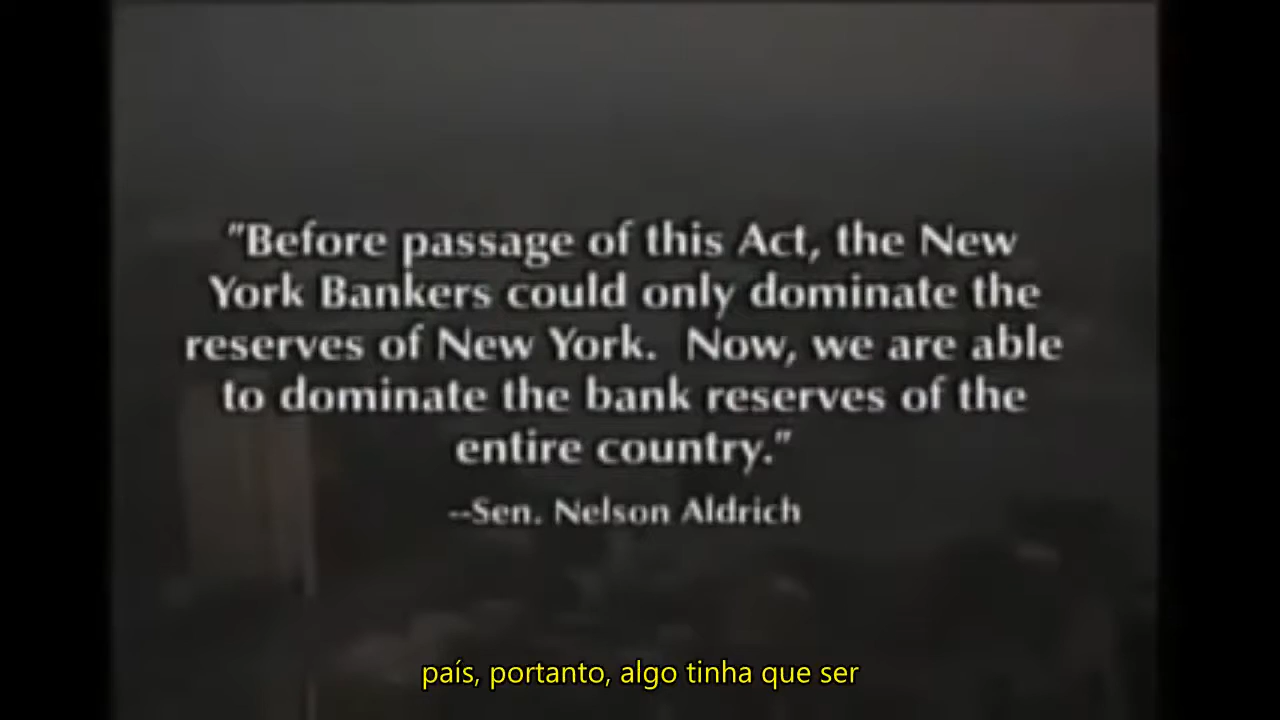 "Before passage of this Act, the New
York Bankers could only dominate the
reserves of New York.  Now, we are able
to dominate the bank reserves of the
entire country."
--Sen. Nelson Aldrich
país, portanto, algo tinha que ser